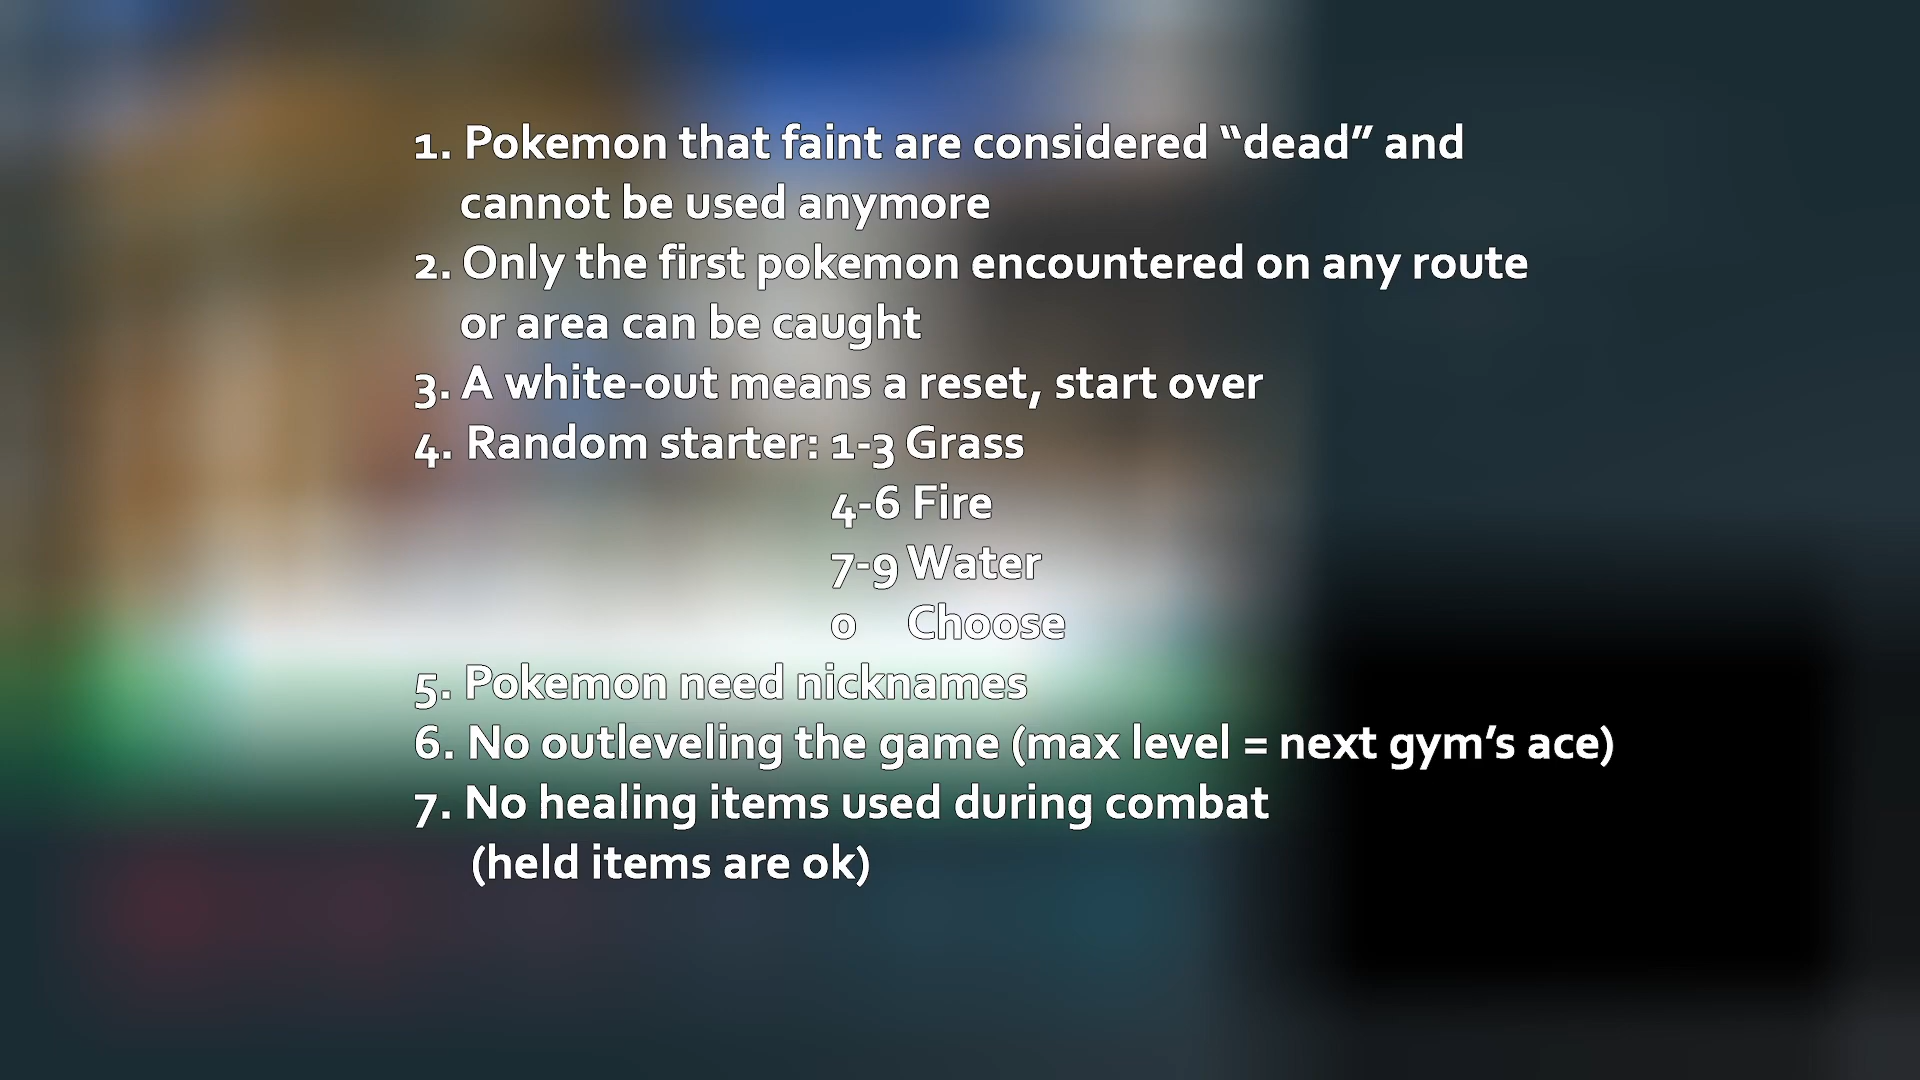 1. Pokemon that faint are considered “dead” and
cannot be used anymore
2. Only the first pokemon encountered on any route
or area can be caught
3. A white-out means a reset, start over
4. Random starter: 1-3 Grass
4-6 Fire
7-9 Water
0 Choose
5. Pokemon need nicknames
6. No outleveling the game (max level = next gym’s ace)
7. No healing items used during combat
(held items are ok)